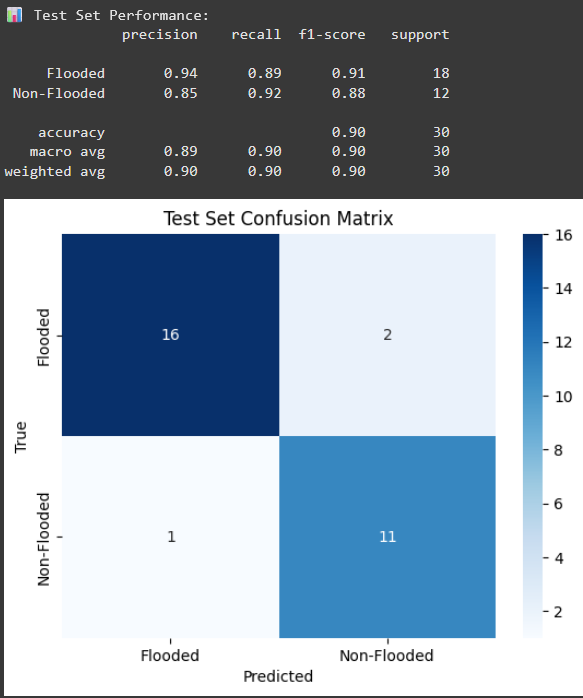 📊 Test Set Performance:
precision recall f1-score support
Flooded 0.94 0.89 0.91 18
Non-Flooded 0.85 0.92 0.88 12
accuracy 0.90 30
macro avg 0.89 0.90 0.90 30
weighted avg 0.90 0.90 0.90 30
Test Set Confusion Matrix
16
14
12
10
8
6
4
2
True
Flooded
Non-Flooded
16 2
1 11
Flooded Non-Flooded
Predicted